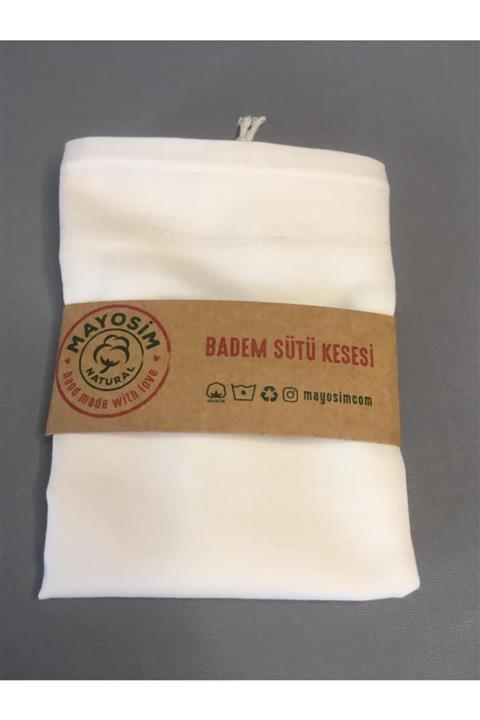 MAYOSİM
NATURAL
hand made with love
BADEM SÜTÜ KESESİ
mayosimcom